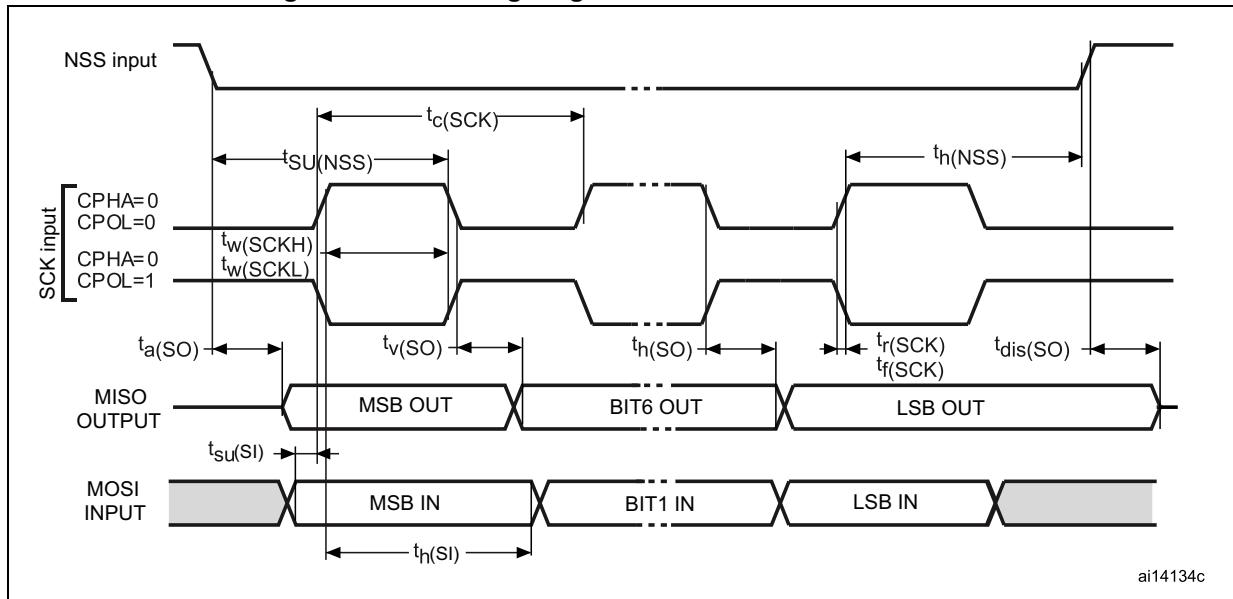 NSS input
tc(SCK)
tSU(NSS)
th(NSS)
SCK input
CPHA=0
CPOL=0
tw(SCKH)
CPHA=0
tw(SCKL)
CPOL=1
ta(SO)
tv(SO)
th(SO)
tr(SCK)
tf(SCK)
tdis(SO)
MISO
OUTPUT
MSB OUT
BIT6 OUT
LSB OUT
tsu(SI)
MOSI
INPUT
MSB IN
BIT1 IN
LSB IN
th(SI)
ai14134c